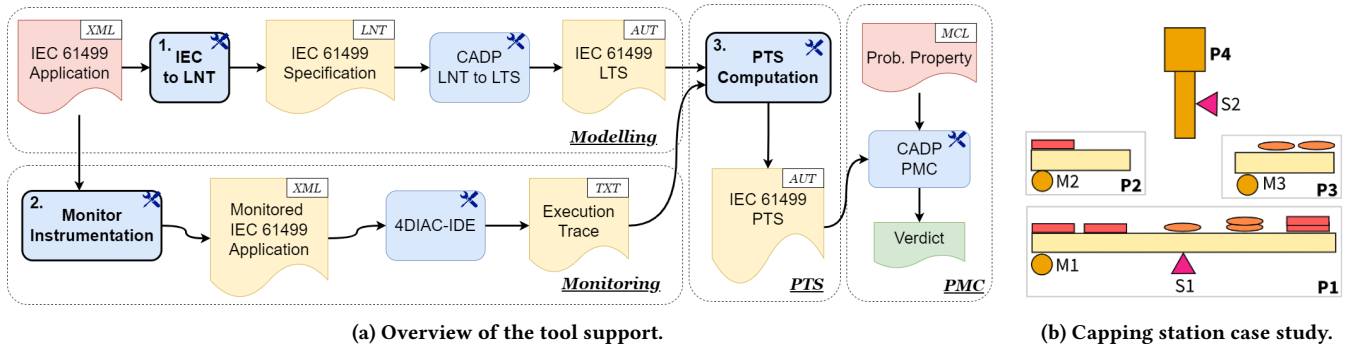 XML
IEC 61499
Application
1.
IEC
to LNT
LNT
IEC 61499
Specification
CADP
LNT to LTS
AUT
IEC 61499
LTS
Modelling
2.
Monitor
Instrumentation
XML
Monitored
IEC 61499
Application
4DIAC-IDE
TXT
Execution
Trace
Monitoring
3.
PTS
Computation
AUT
IEC 61499
PTS
PTS
MCL
Prob. Property
CADP
PMC
Verdict
PMC
(a) Overview of the tool support.
P4
S2
M2
P2
M3
P3
M1
S1
P1
(b) Capping station case study.